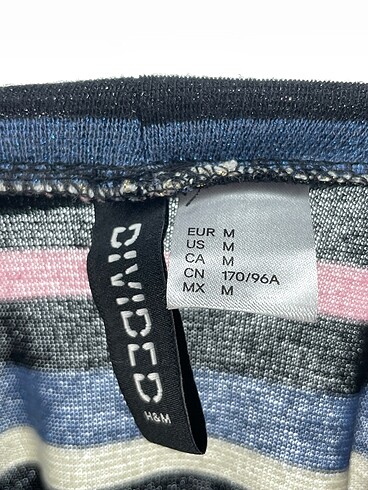 DIVIDED
H&M
EUR M
US M
CA M
CN 170/96A
MX M